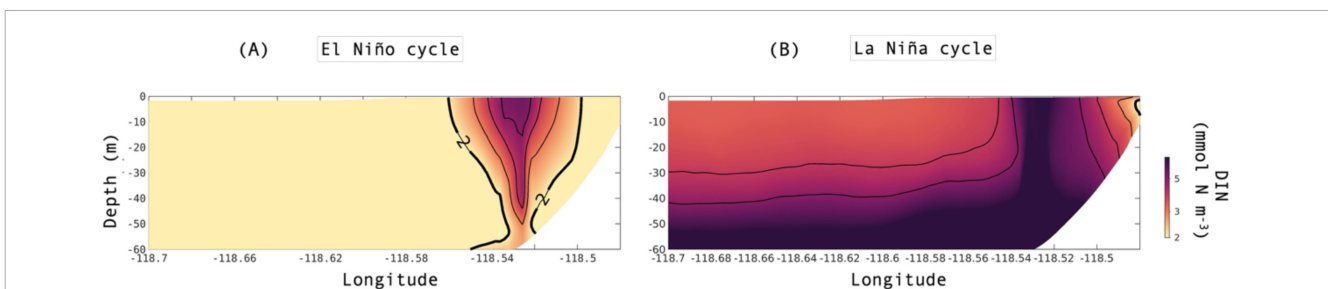 (A) El Niño cycle
(B) La Niña cycle
0
-10
-20
-30
-40
-50
-60
Depth (m)
2
2
-118.7 -118.66 -118.62 -118.58 -118.54 -118.5
Longitude
0
-10
-20
-30
-40
-50
-60
-118.7 -118.68 -118.66 -118.64 -118.62 -118.6 -118.58 -118.56 -118.54 -118.52 -118.5
Longitude
5
3
2
DIN
(mmol N m-3)